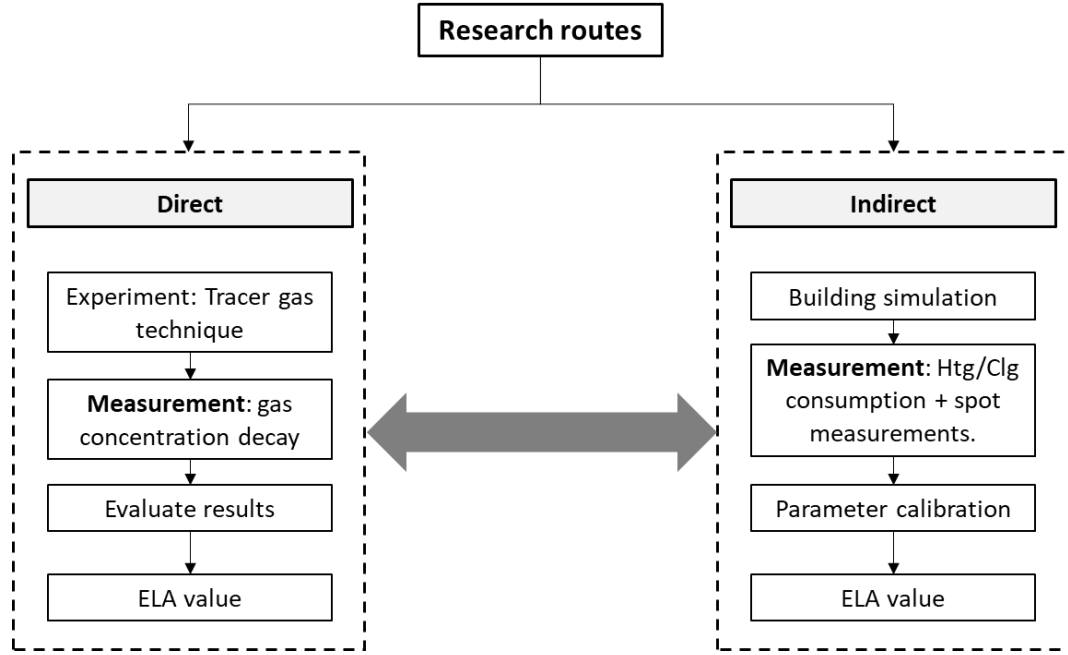 Research routes
Direct
Experiment: Tracer gas
technique
Measurement: gas
concentration decay
Evaluate results
ELA value
Indirect
Building simulation
Measurement: Htg/Clg
consumption + spot
measurements.
Parameter calibration
ELA value